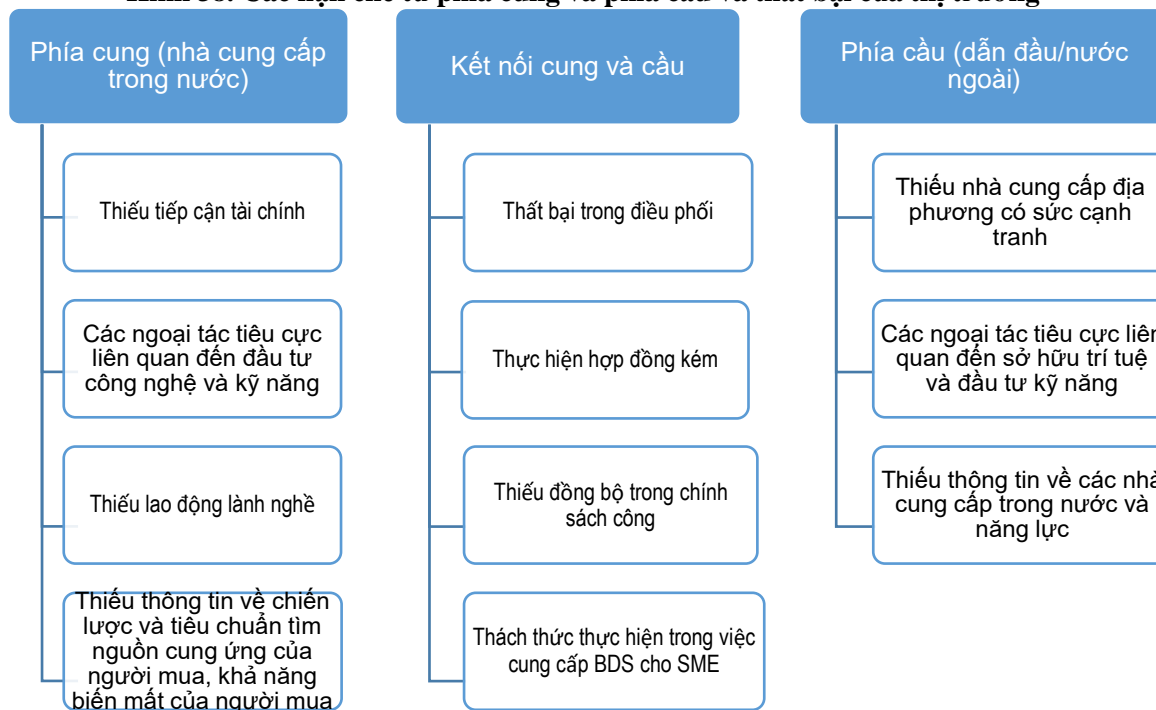 Phía cung (nhà cung cấp
trong nước)
Thiếu tiếp cận tài chính
Các ngoại tác tiêu cực
liên quan đến đầu tư
công nghệ và kỹ năng
Thiếu lao động lành nghề
Thiếu thông tin về chiến
lược và tiêu chuẩn tìm
nguồn cung ứng của
người mua, khả năng
biến mất của người mua
Kết nối cung và cầu
Thất bại trong điều phối
Thực hiện hợp đồng kém
Thiếu đồng bộ trong chính
sách công
Thách thức thực hiện trong việc
cung cấp BDS cho SME
Phía cầu (dẫn đầu/nước
ngoài)
Thiếu nhà cung cấp địa
phương có sức cạnh
tranh
Các ngoại tác tiêu cực liên
quan đến sở hữu trí tuệ
và đầu tư kỹ năng
Thiếu thông tin về các nhà
cung cấp trong nước và
năng lực